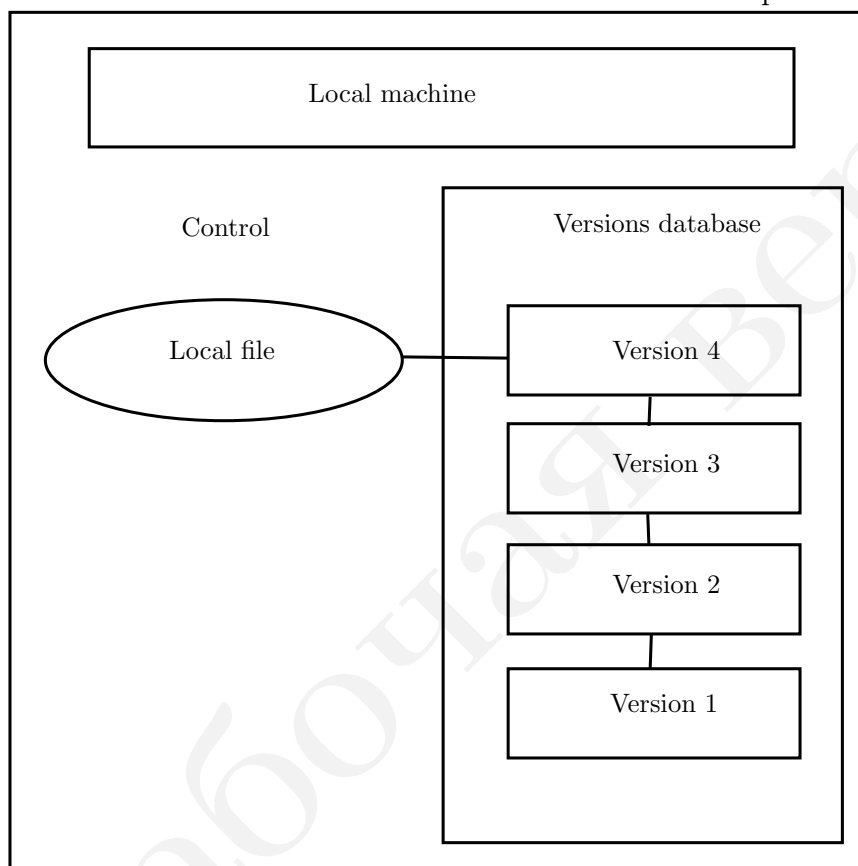 Local machine
Control
Versions database
Local file
Version 4
Version 3
Version 2
Version 1